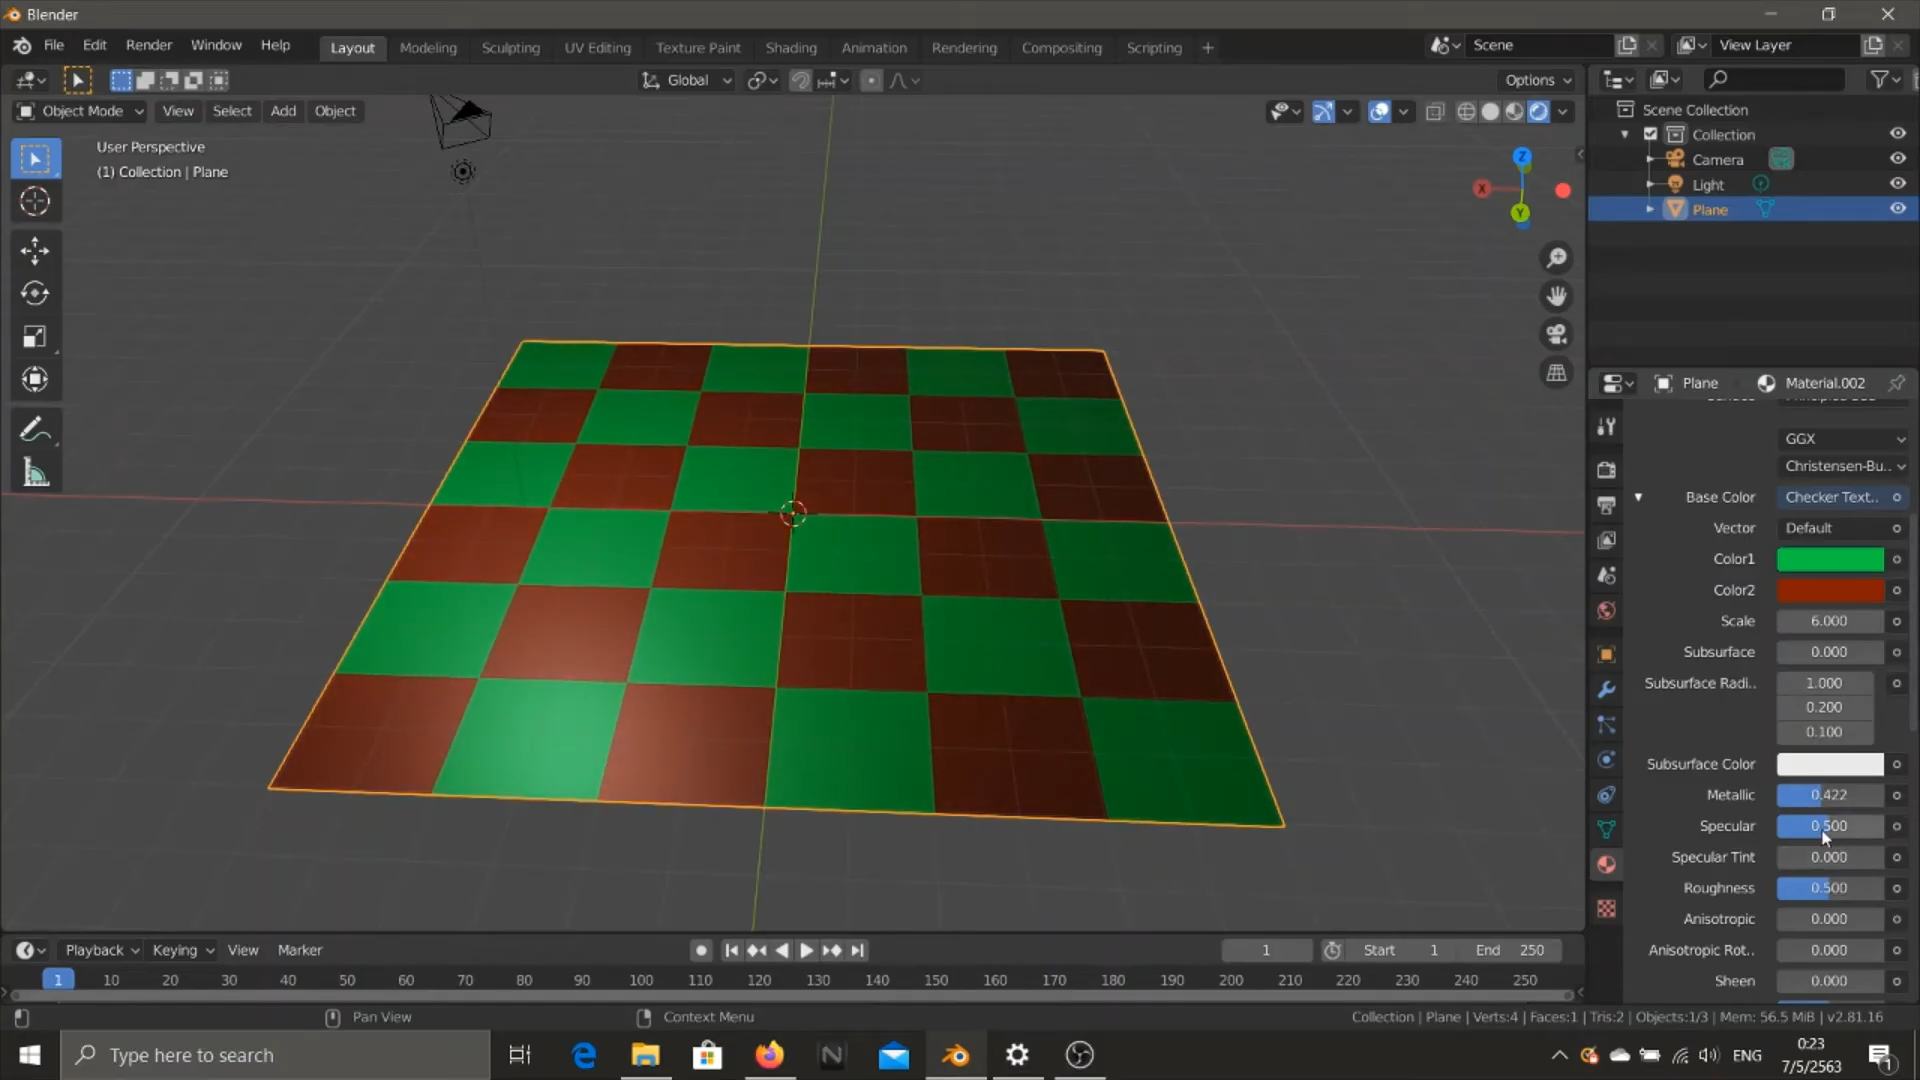 Blender
File Edit Render Window Help Layout Modeling Sculpting UV Editing Texture Paint Shading Animation Rendering Compositing Scripting + Scene View Layer
Global Options
Object Mode View Select Add Object
User Perspective
(1) Collection | Plane
Z
X
Y
Scene Collection
Collection
Camera
Light
Plane
Plane Material.002
GGX
Christensen-Bu..
Base Color Checker Text..
Vector Default
Color1
Color2
Scale 6.000
Subsurface 0.000
Subsurface Radi.. 1.000
0.200
0.100
Subsurface Color
Metallic 0.422
Specular 0.500
Specular Tint 0.000
Roughness 0.500
Anisotropic 0.000
Anisotropic Rot.. 0.000
Sheen 0.000
Playback Keying View Marker 1 Start 1 End 250
1 10 20 30 40 50 60 70 80 90 100 110 120 130 140 150 160 170 180 190 200 210 220 230 240 250
Pan View Context Menu Collection | Plane | Verts:4 | Faces:1 | Tris:2 | Objects:1/3 | Mem: 56.5 MiB | v2.81.16
Type here to search ENG 0:23
7/5/2563 1